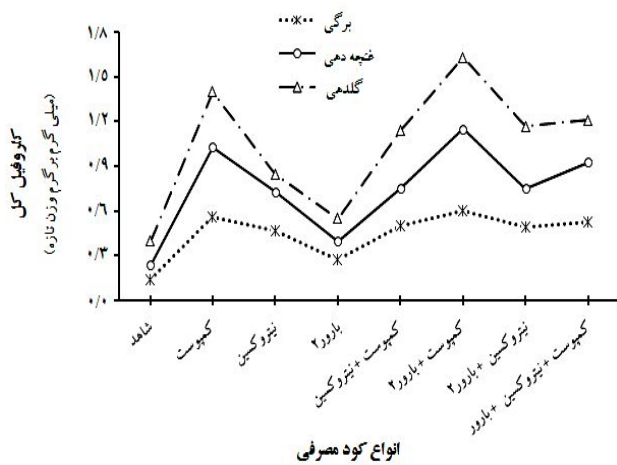 برگی
غنچه دهی
گلدهی
کلروفیل کل
(میلی گرم بر گرم وزن تازه)
۱/۸
۱/۵
۱/۲
۰/۹
۰/۶
۰/۳
۰/۰
شاهد
کمپوست
نیتروکسین
بارور۲
کمپوست+نیتروکسین
کمپوست+بارور۲
نیتروکسین+بارور۲
کمپوست+نیتروکسین+بارور
انواع کود مصرفی